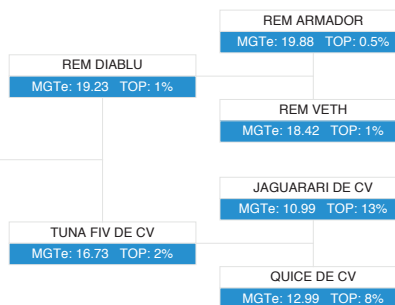 REM ARMADOR
MGTe: 19.88 TOP: 0.5%
REM DIABLU
MGTe: 19.23 TOP: 1%
REM VETH
MGTe: 18.42 TOP: 1%
JAGUARARI DE CV
MGTe: 10.99 TOP: 13%
TUNA FIV DE CV
MGTe: 16.73 TOP: 2%
QUICE DE CV
MGTe: 12.99 TOP: 8%